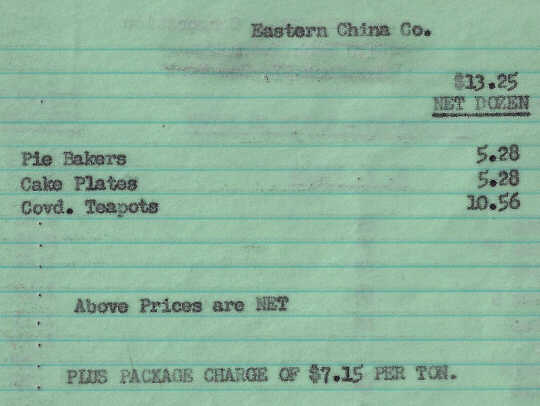 Eastern China Co.
$13.25
NET DOZEN
Pie Bakers 5.28
Cake Plates 5.28
Covd. Teapots 10.56
Above Prices are NET
PLUS PACKAGE CHARGE OF $7.15 PER TON.